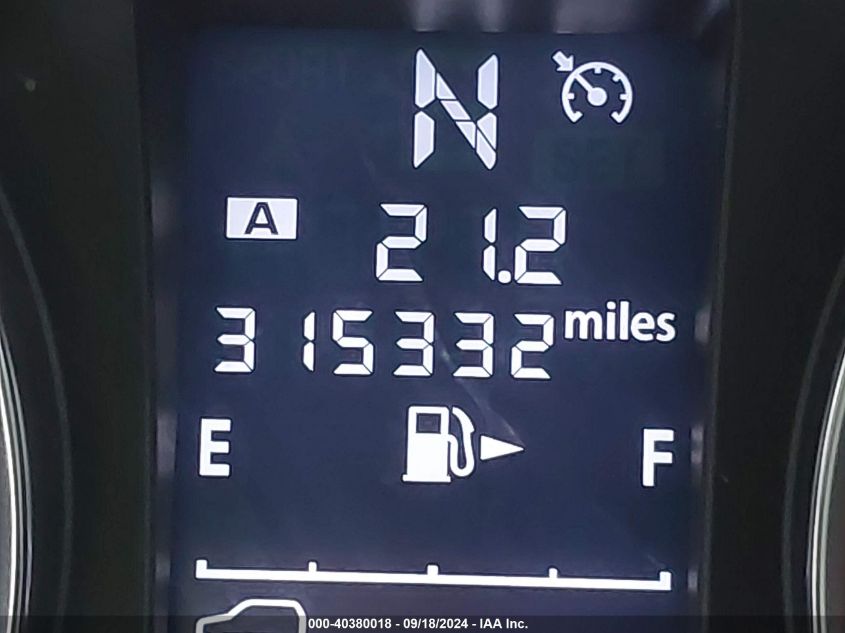 N
A 21.2
315332 miles
E F
000-40380018 - 09/18/2024 - IAA Inc.